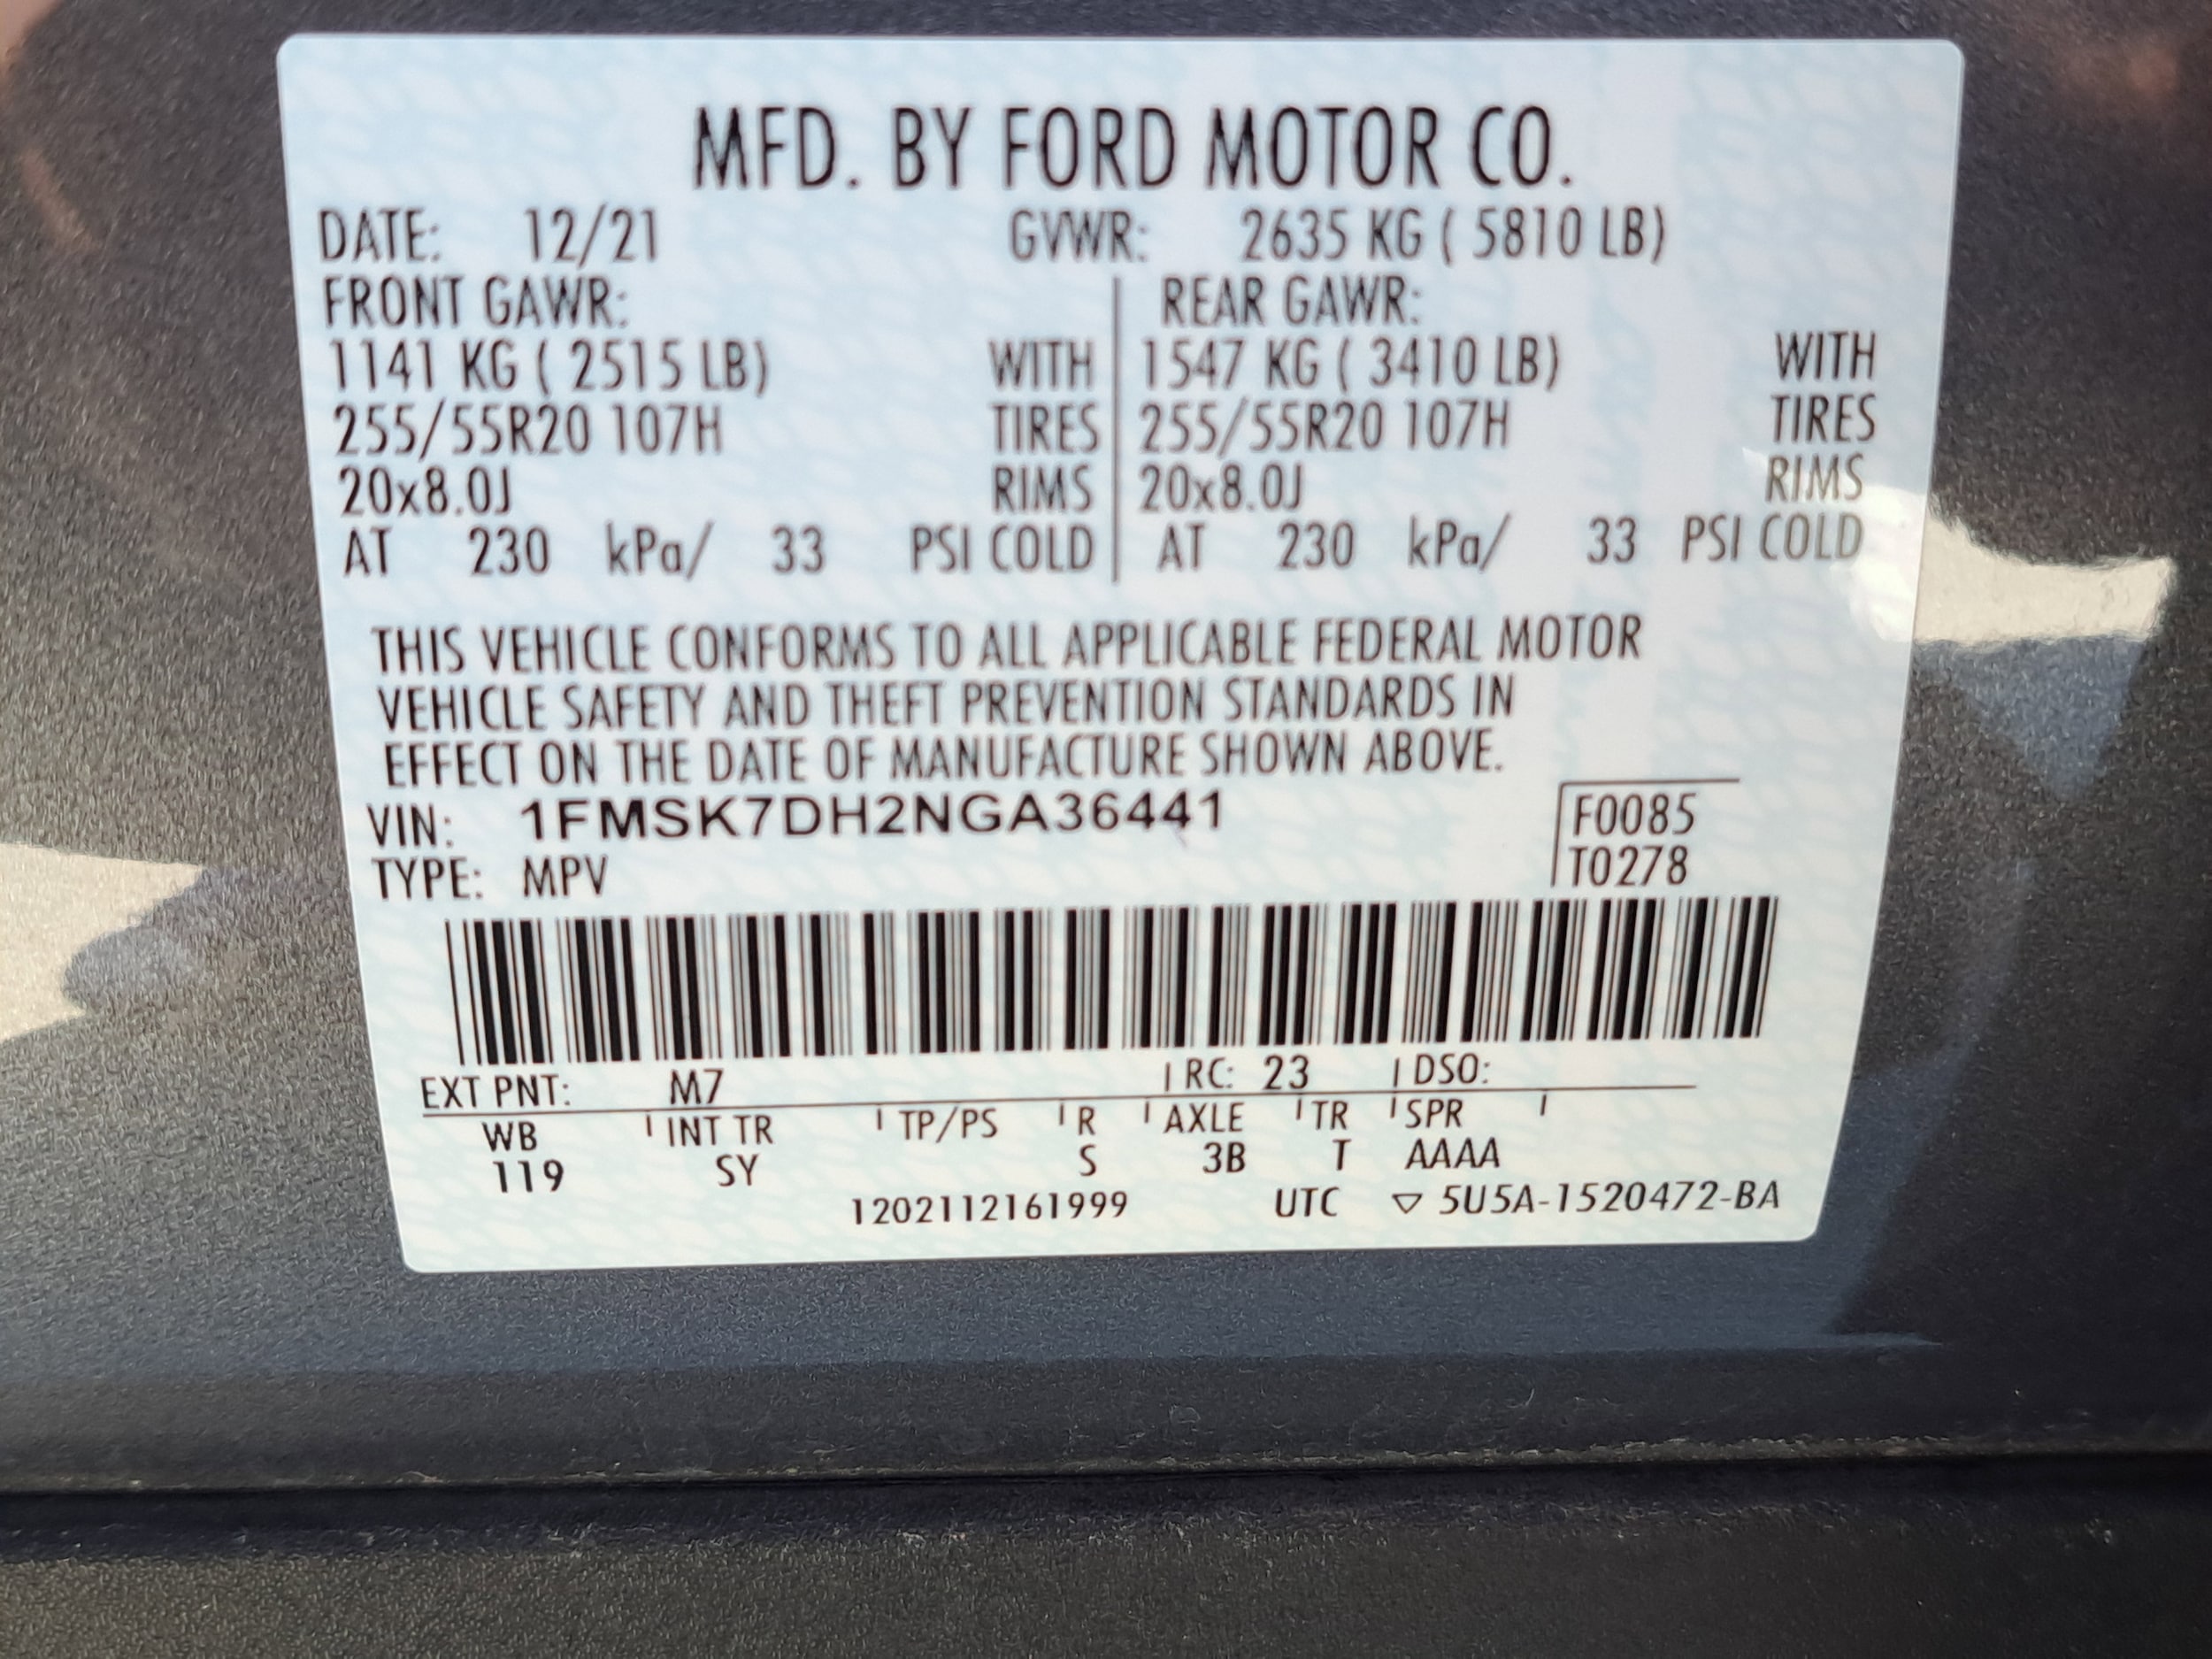 MFD. BY FORD MOTOR CO.
DATE: 12/21 GVWR: 2635 KG ( 5810 LB)
FRONT GAWR: REAR GAWR:
1141 KG ( 2515 LB) WITH 1547 KG ( 3410 LB) WITH
255/55R20 107H TIRES 255/55R20 107H TIRES
20x8.0J RIMS 20x8.0J RIMS
AT 230 kPa/ 33 PSI COLD AT 230 kPa/ 33 PSI COLD
THIS VEHICLE CONFORMS TO ALL APPLICABLE FEDERAL MOTOR
VEHICLE SAFETY AND THEFT PREVENTION STANDARDS IN
EFFECT ON THE DATE OF MANUFACTURE SHOWN ABOVE.
VIN: 1FMSK7DH2NGA36441 F0085
TYPE: MPV T0278
EXT PNT: M7 RC: 23 DSO:
WB INT TR TP/PS R AXLE TR SPR
119 SY S 3B T AAAA
1202112161999 UTC ▽ 5U5A-1520472-BA